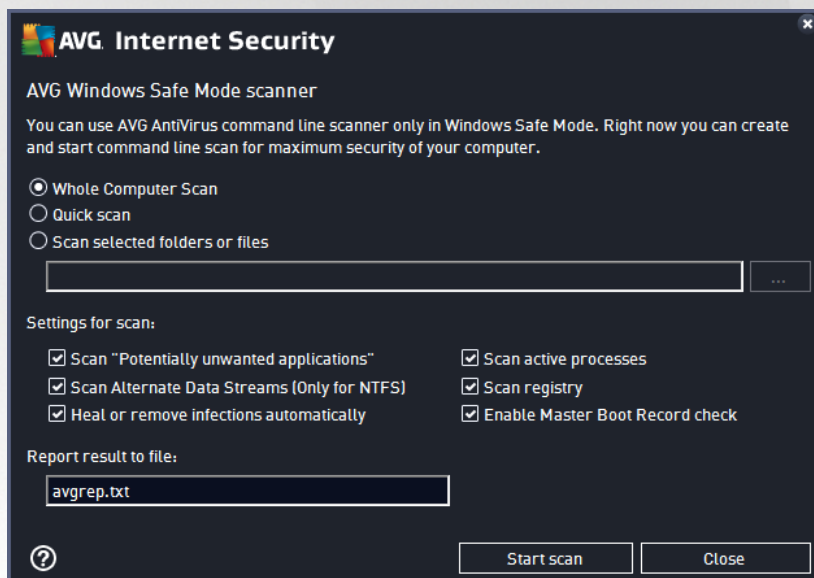 AVG Internet Security
AVG Windows Safe Mode scanner
You can use AVG AntiVirus command line scanner only in Windows Safe Mode. Right now you can create
and start command line scan for maximum security of your computer.
Whole Computer Scan
Quick scan
Scan selected folders or files
...
Settings for scan:
Scan "Potentially unwanted applications"
Scan active processes
Scan Alternate Data Streams (Only for NTFS)
Scan registry
Heal or remove infections automatically
Enable Master Boot Record check
Report result to file:
avgrep.txt
Start scan
Close